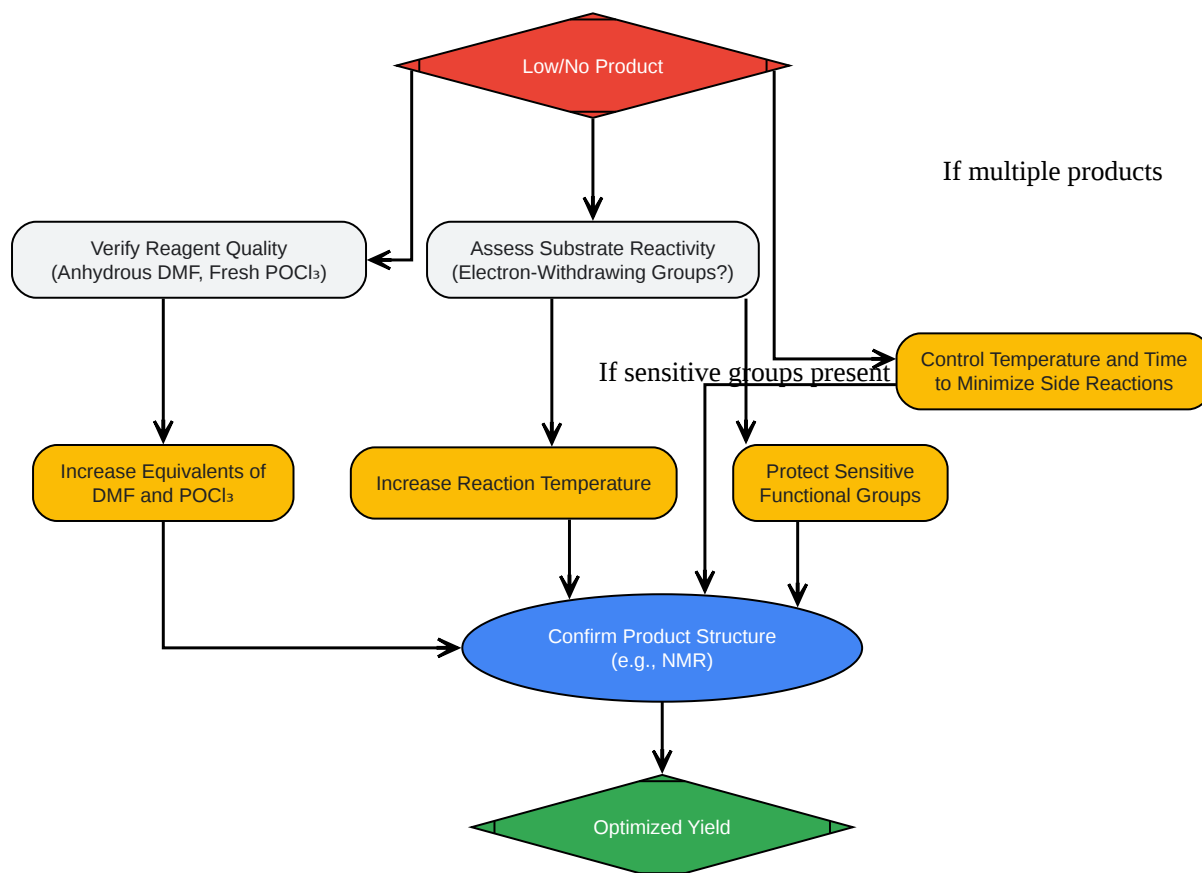 Low/No Product
If multiple products
Verify Reagent Quality
(Anhydrous DMF, Fresh POCl₃)
Assess Substrate Reactivity
(Electron-Withdrawing Groups?)
Control Temperature and Time
to Minimize Side Reactions
If sensitive groups present
Increase Equivalents of
DMF and POCl₃
Increase Reaction Temperature
Protect Sensitive
Functional Groups
Confirm Product Structure
(e.g., NMR)
Optimized Yield